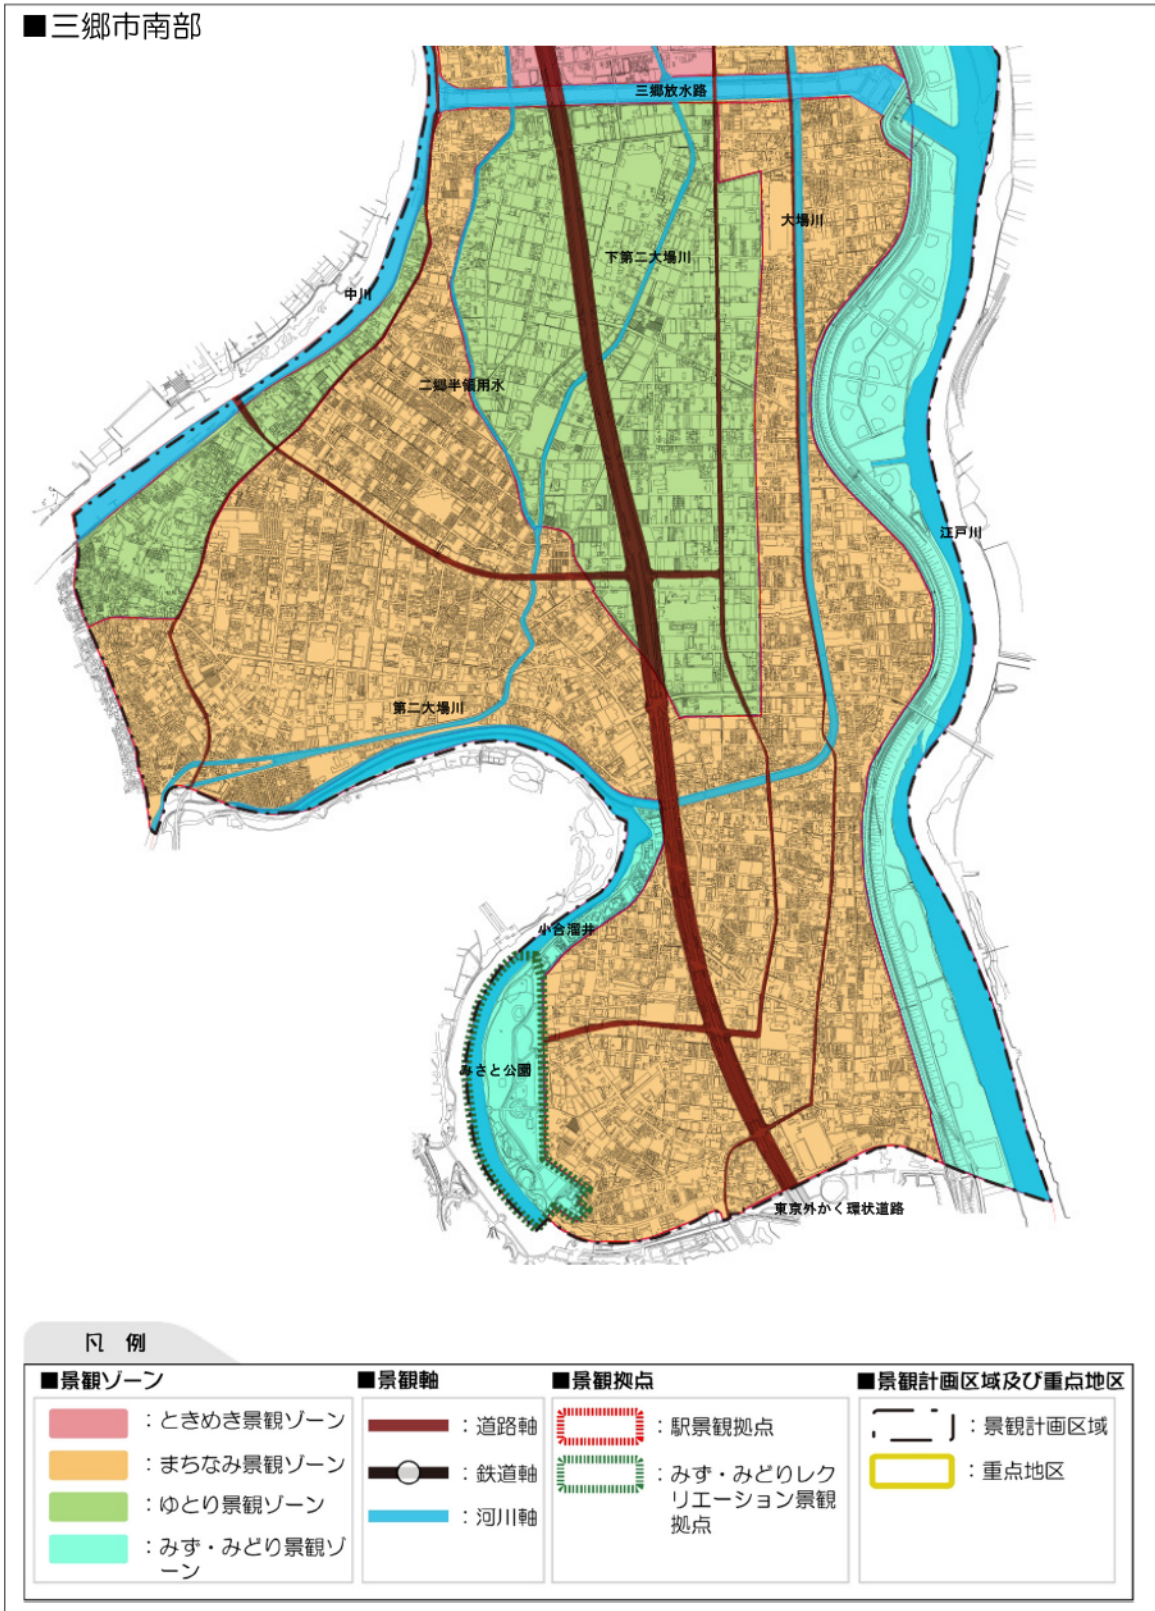 ■三郷市南部
三郷放水路
大場川
下第二大場川
中川
二郷半領用水
江戸川
第二大場川
小合溜井
みさと公園
東京外かく環状道路
凡 例
■景観ゾーン
：ときめき景観ゾーン
：まちなみ景観ゾーン
：ゆとり景観ゾーン
：みず・みどり景観ゾ
ーン
■景観軸
：道路軸
：鉄道軸
：河川軸
■景観拠点
：駅景観拠点
：みず・みどりレク
リエーション景観
拠点
■景観計画区域及び重点地区
：景観計画区域
：重点地区